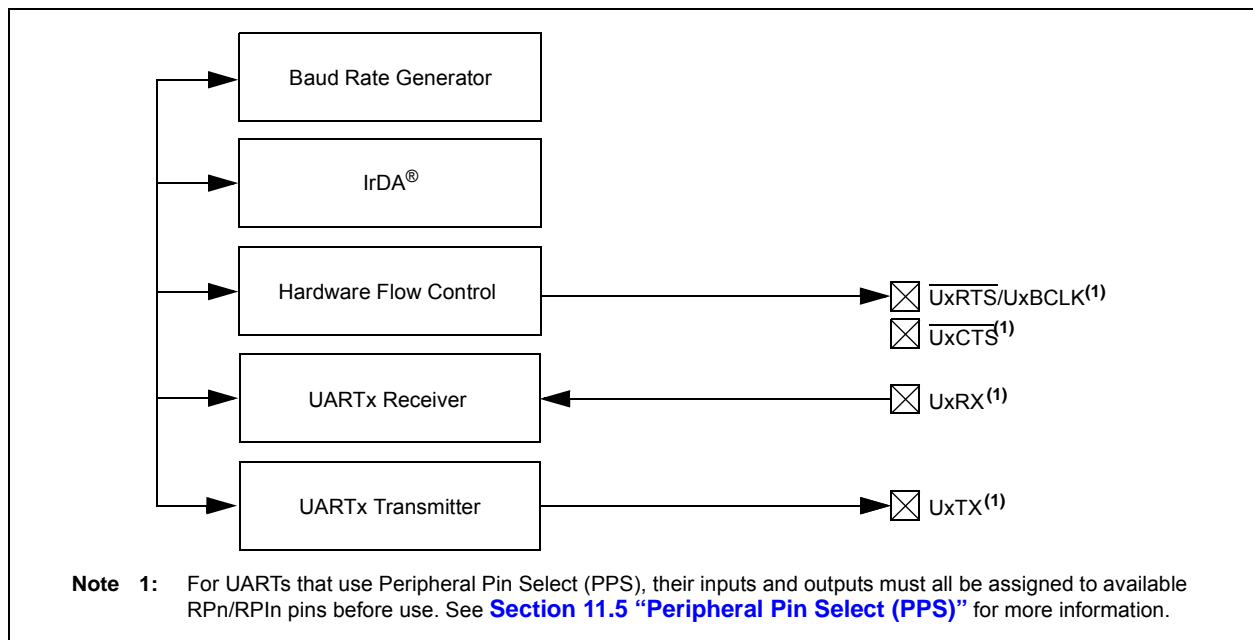 Baud Rate Generator
IrDA®
Hardware Flow Control
UxRTS/UxBCLK(1)
UxCTS(1)
UARTx Receiver
UxRX(1)
UARTx Transmitter
UxTX(1)
Note 1: For UARTs that use Peripheral Pin Select (PPS), their inputs and outputs must all be assigned to available
RPn/RPIn pins before use. See Section 11.5 “Peripheral Pin Select (PPS)” for more information.